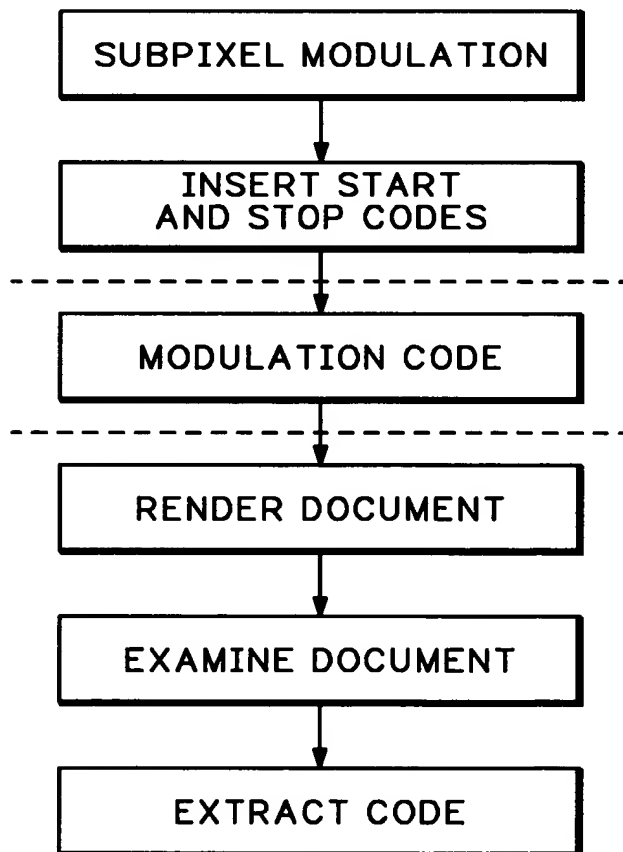 SUBPIXEL MODULATION
INSERT START
AND STOP CODES
MODULATION CODE
RENDER DOCUMENT
EXAMINE DOCUMENT
EXTRACT CODE